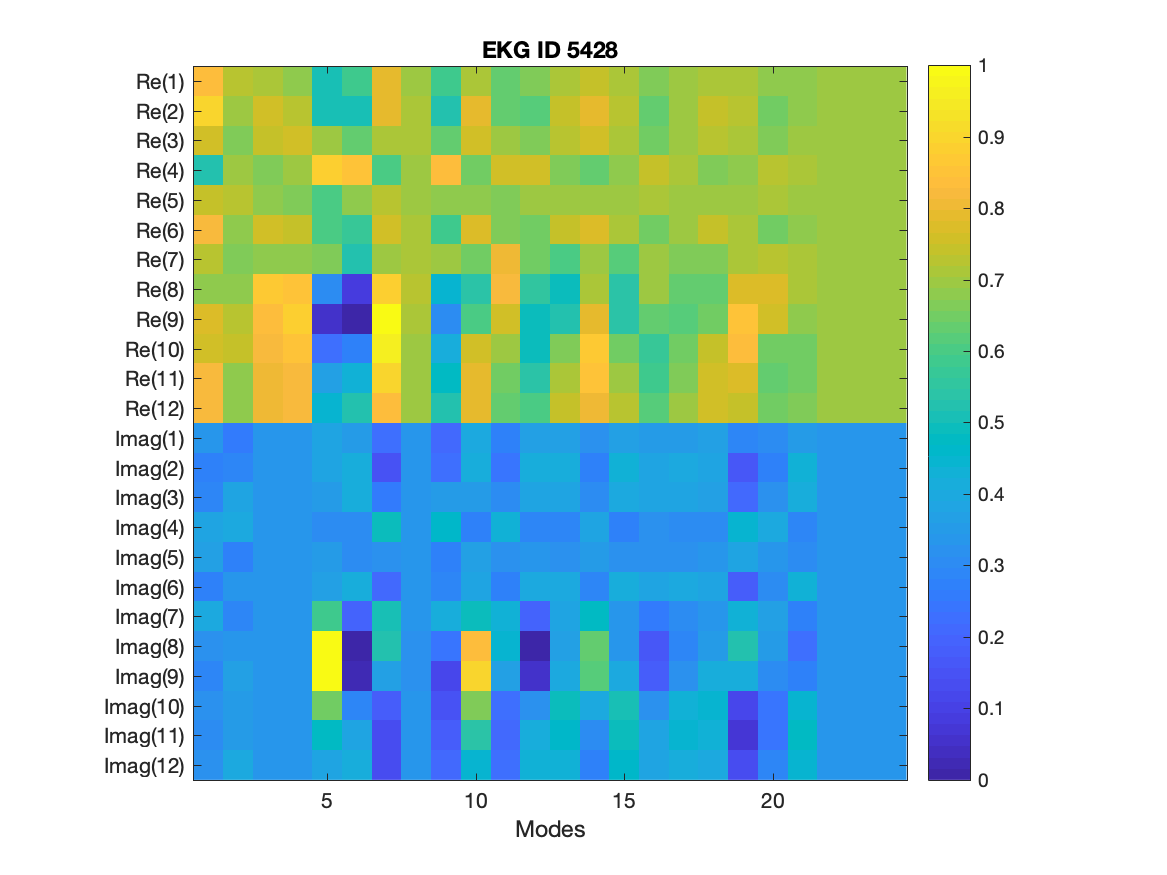 EKG ID 5428
Re(1)
Re(2)
Re(3)
Re(4)
Re(5)
Re(6)
Re(7)
Re(8)
Re(9)
Re(10)
Re(11)
Re(12)
Imag(1)
Imag(2)
Imag(3)
Imag(4)
Imag(5)
Imag(6)
Imag(7)
Imag(8)
Imag(9)
Imag(10)
Imag(11)
Imag(12)
5 10 15 20
Modes
1
0.9
0.8
0.7
0.6
0.5
0.4
0.3
0.2
0.1
0